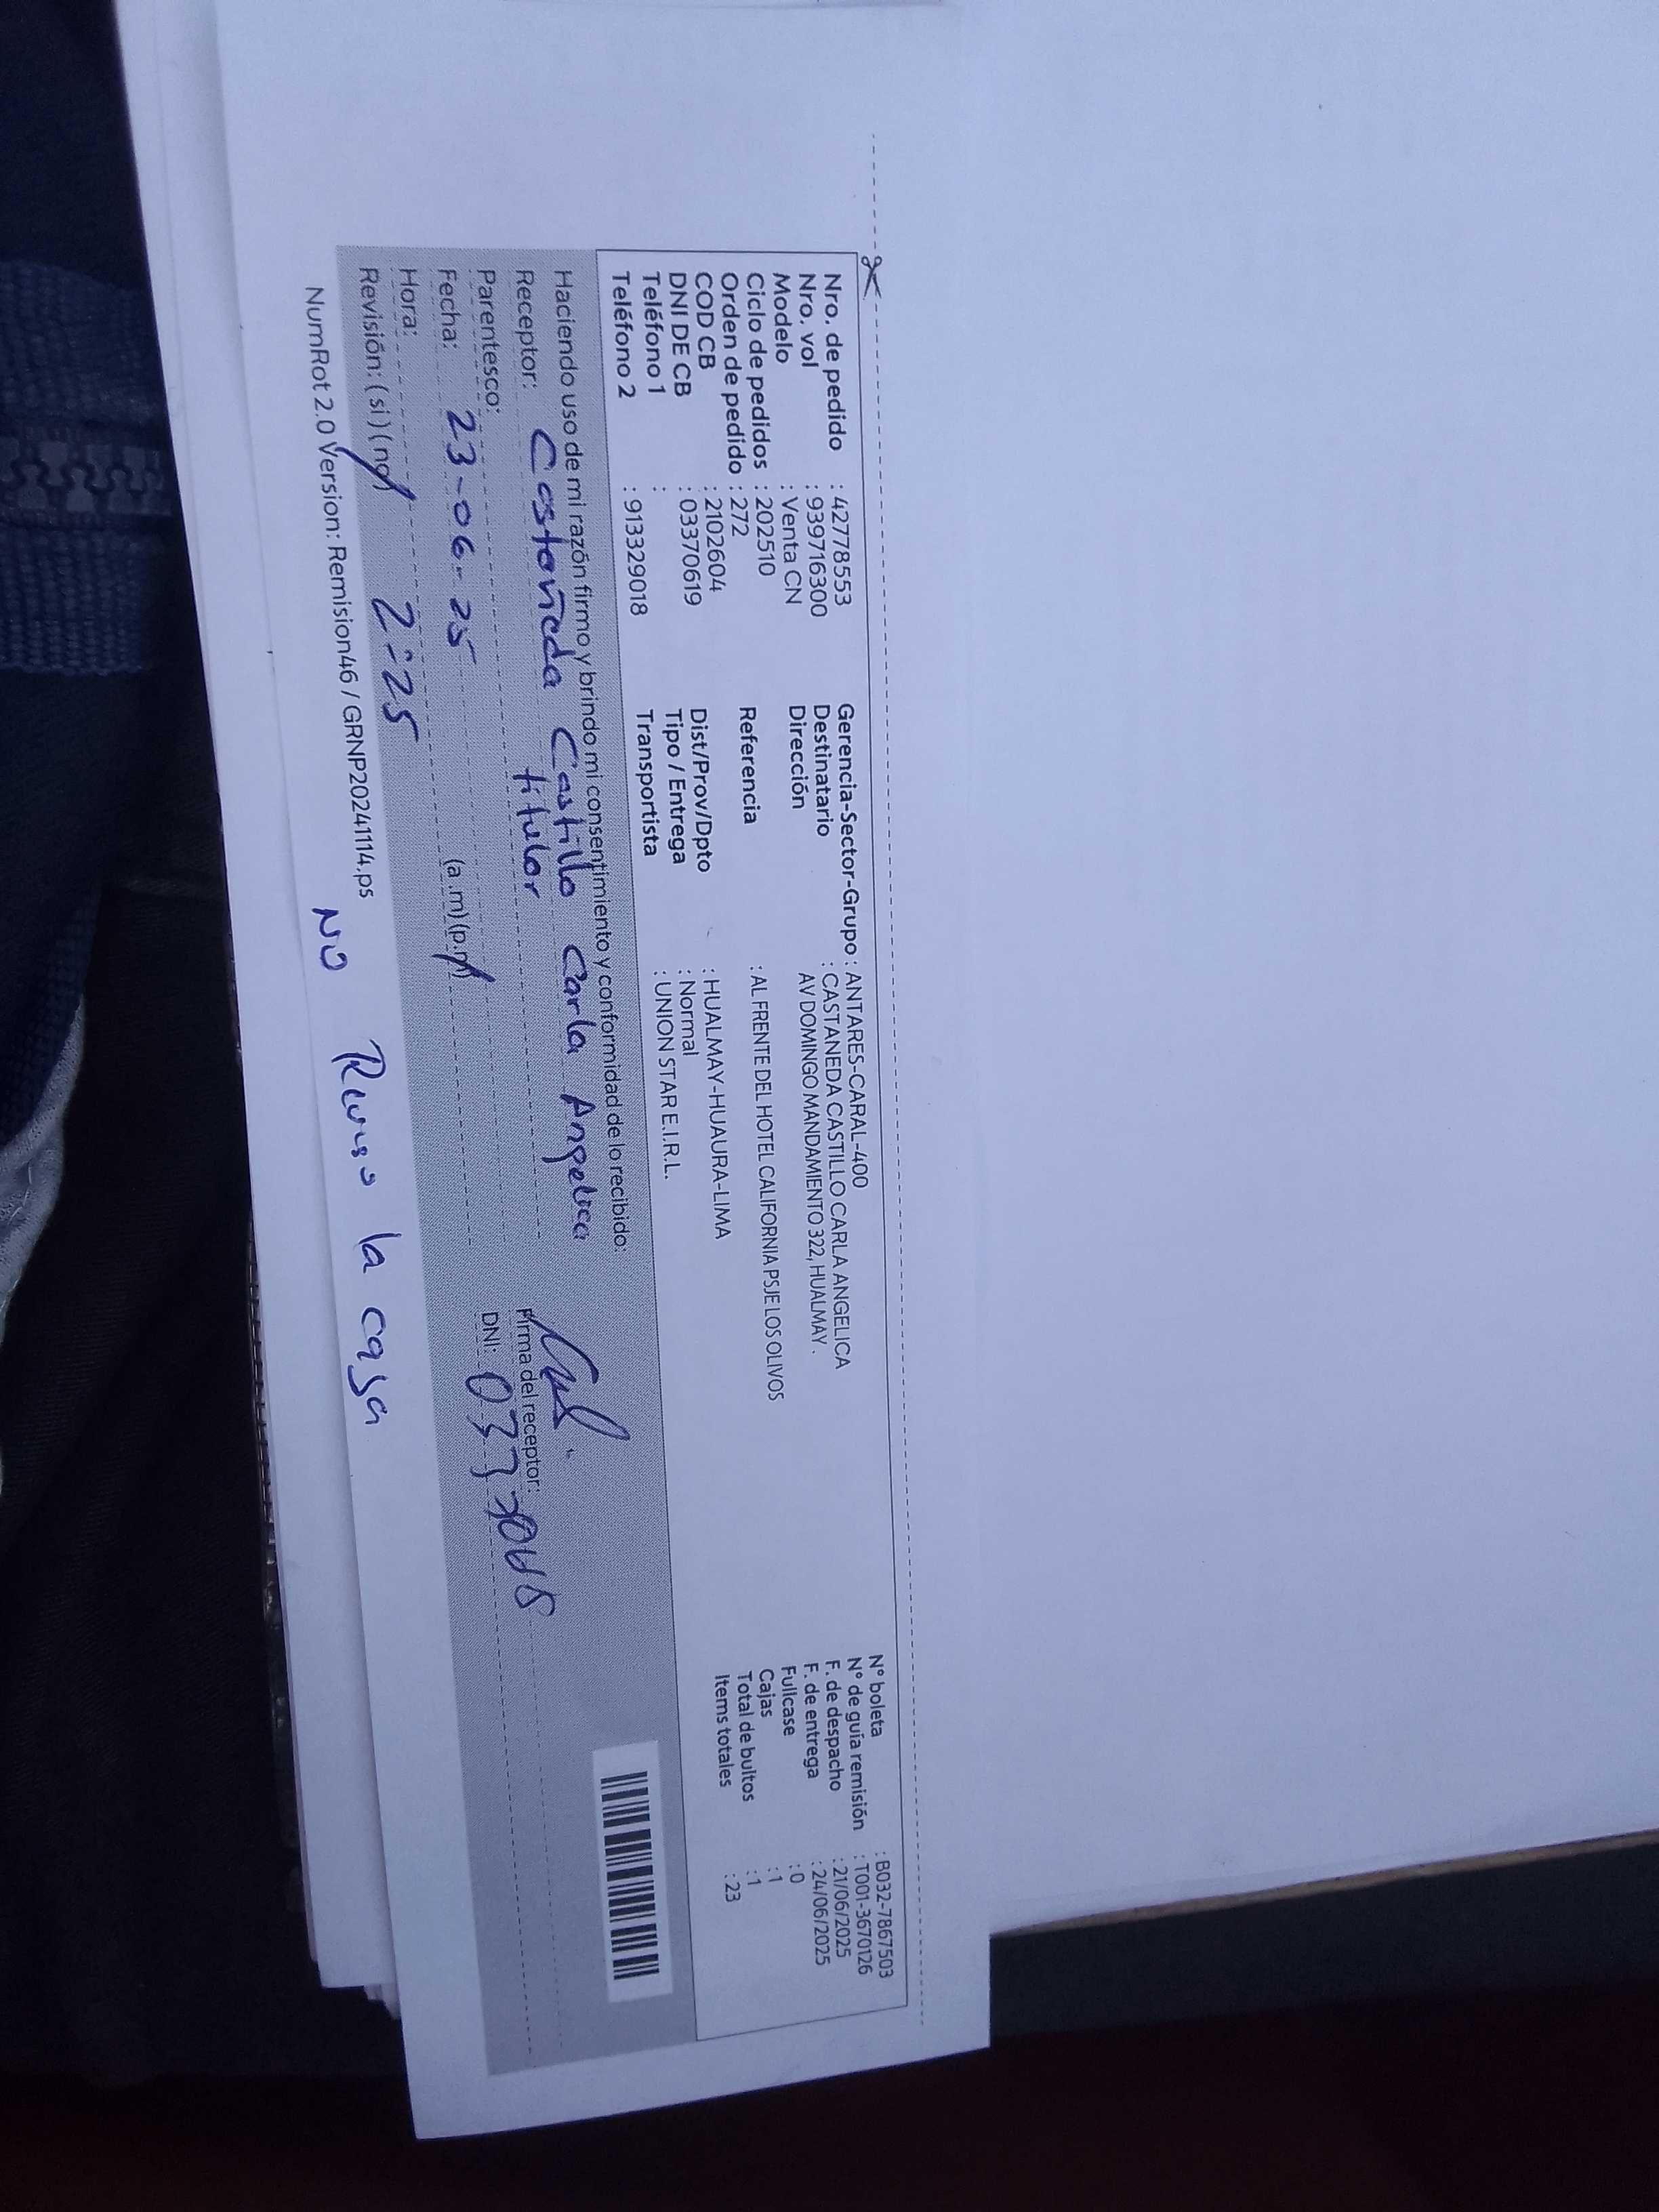 Nro. de pedido : 42778553
Nro. vol : 939716300
Modelo : Venta CN
Ciclo de pedidos : 202510
Orden de pedido : 272
COD CB : 2102604
DNI DE CB : 03370619
Teléfono 1 :
Teléfono 2 : 913329018
Gerencia-Sector-Grupo : ANTARES-CARAL-400
Destinatario : CASTANEDA CASTILLO CARLA ANGELICA
Dirección AV DOMINGO MANDAMIENTO 322, HUALMAY.
Referencia : AL FRENTE DEL HOTEL CALIFORNIA PSJE LOS OLIVOS
Dist/Prov/Dpto : HUALMAY-HUAURA-LIMA
Tipo / Entrega : Normal
Transportista : UNION STAR E.I.R.L.
N° boleta : B032-7867503
N° de guía remisión : T001-3670126
F. de despacho : 21/06/2025
F. de entrega : 24/06/2025
Fullcase : 0
Cajas : 1
Total de bultos : 1
Items totales : 23
Haciendo uso de mi razón firmo y brindo mi consentimiento y conformidad de lo recibido:
Receptor: Castañeda Castillo Carla Angelica
Parentesco: titular
Fecha: 23-06-25
Hora: 2:25 (a.m)(p.m)
Revisión: (si) (no)
Firma del receptor:
DNI:
NumRot 2.0 Version: Remision46 / GRNP20241114.ps
NO Reviso la casa